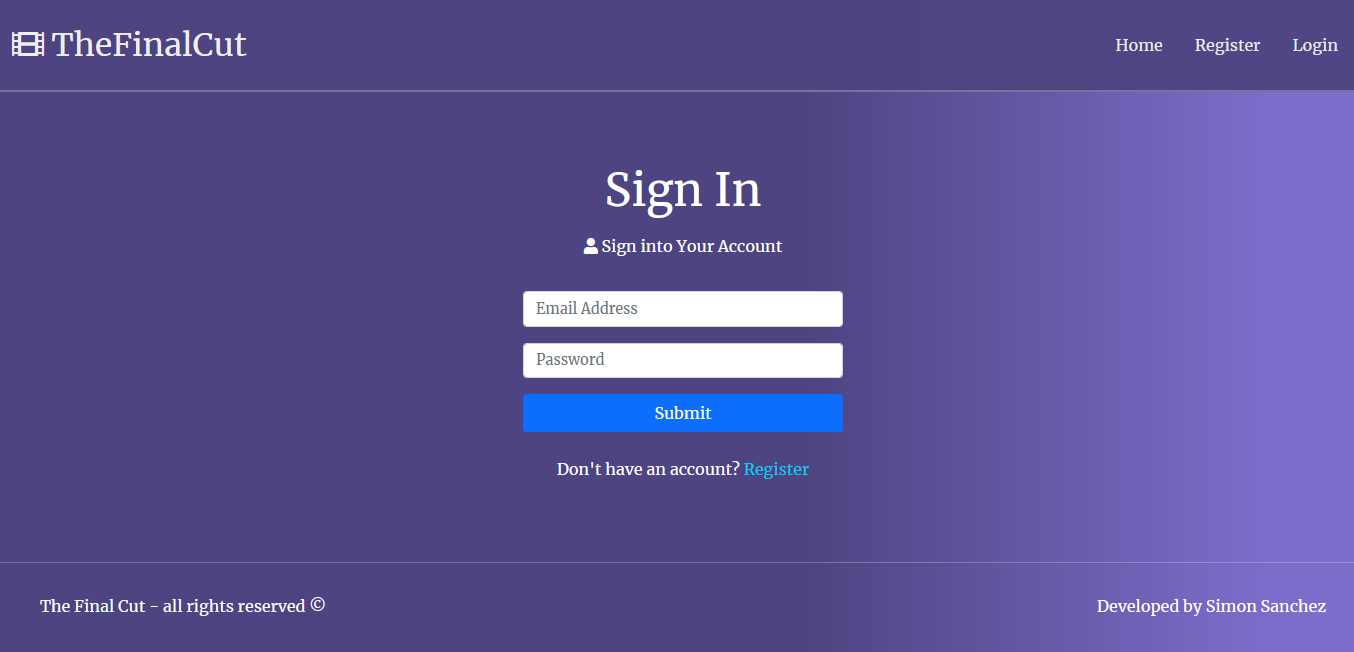 TheFinalCut
Home Register Login
Sign In
Sign into Your Account
Email Address
Password
Submit
Don't have an account? Register
The Final Cut - all rights reserved ©
Developed by Simon Sanchez